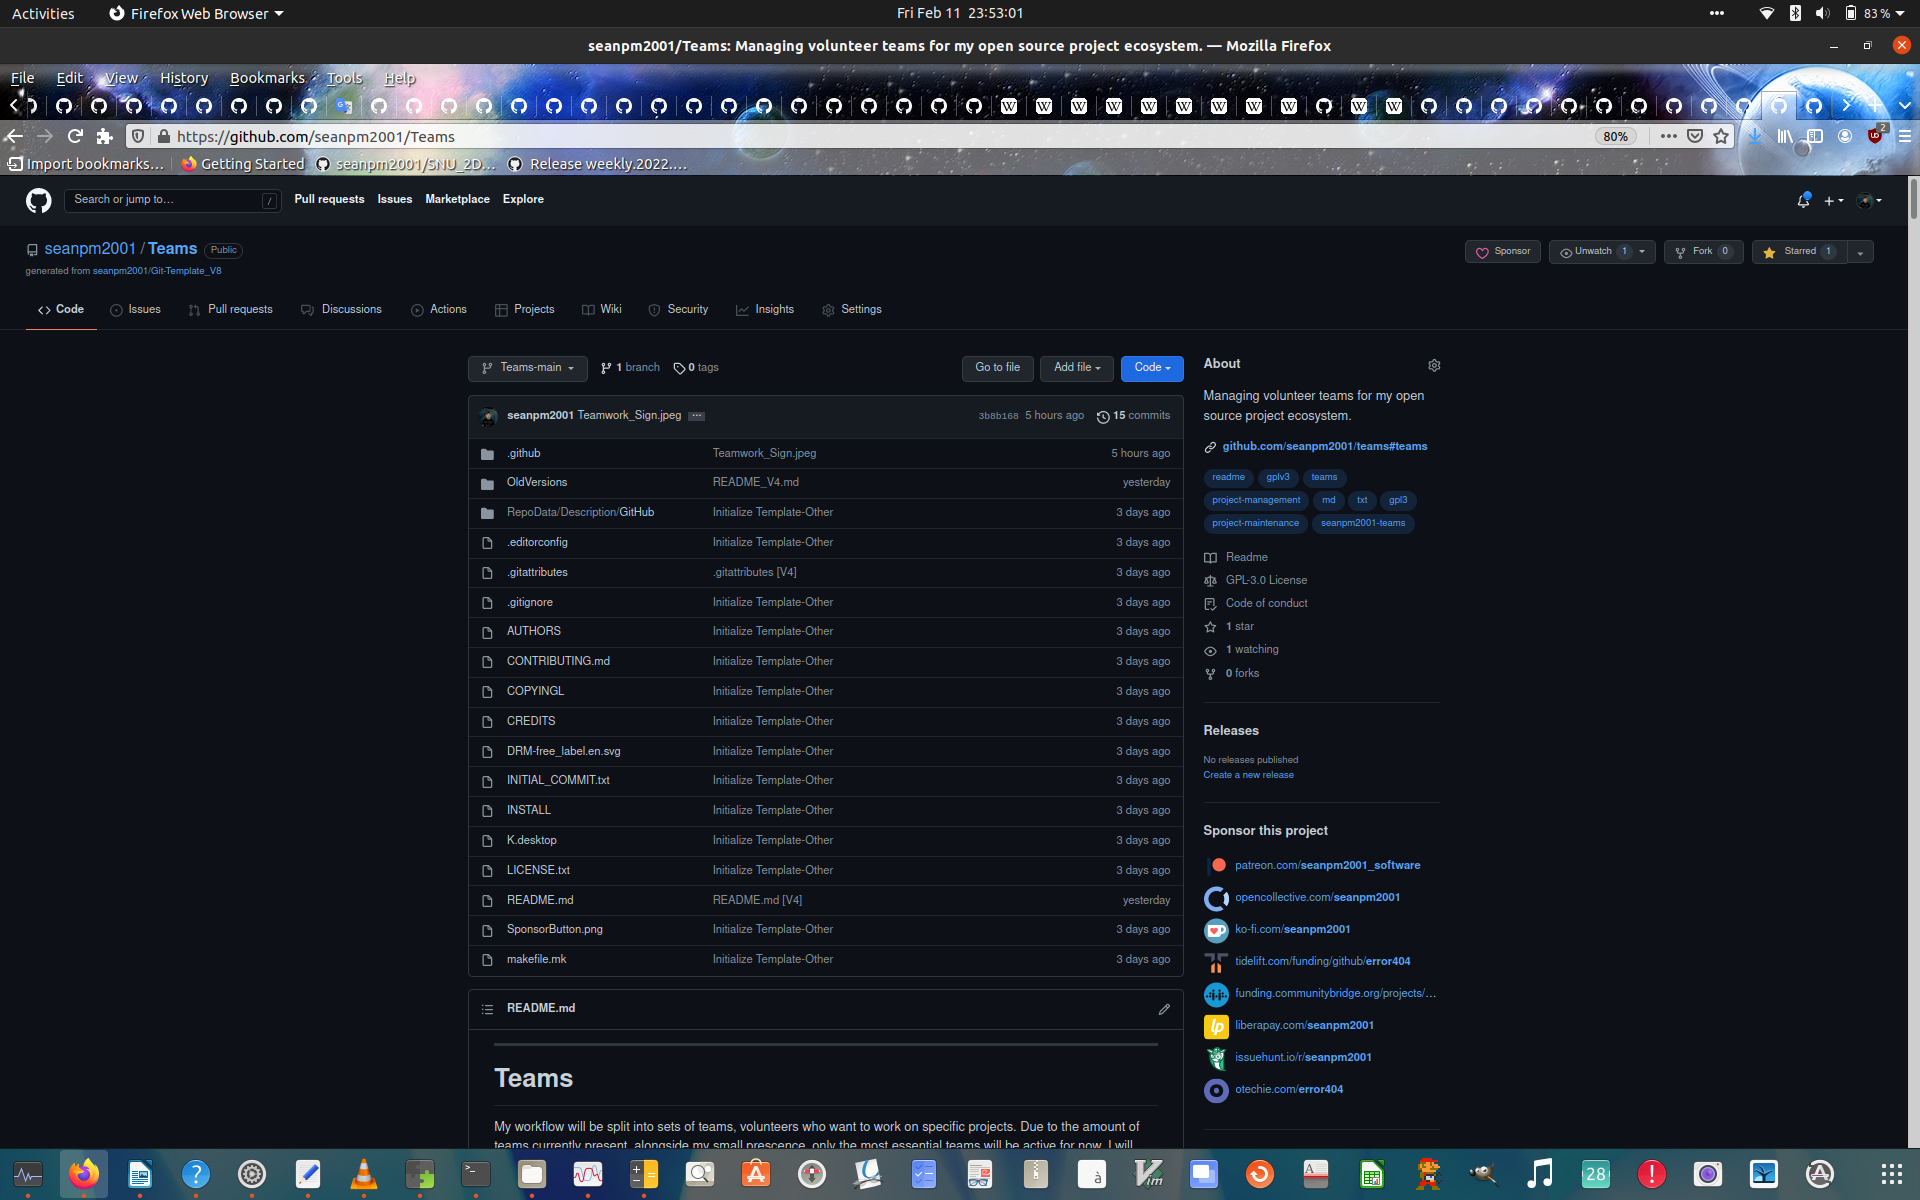 Activities
Firefox Web Browser
Fri Feb 11 23:53:01
83 %
seanpm2001/Teams: Managing volunteer teams for my open source project ecosystem. — Mozilla Firefox
File Edit View History Bookmarks Tools Help
https://github.com/seanpm2001/Teams
80%
2
Import bookmarks...
Getting Started
seanpm2001/SNU_2D...
Release weekly.2022....
Search or jump to...
/
Pull requests Issues Marketplace Explore
seanpm2001 / Teams Public
generated from seanpm2001/Git-Template_V8
Sponsor
Unwatch 1
Fork 0
Starred 1
Code
Issues
Pull requests
Discussions
Actions
Projects
Wiki
Security
Insights
Settings
Teams-main
1 branch
0 tags
Go to file
Add file
Code
seanpm2001 Teamwork_Sign.jpeg ... 3b8b168 5 hours ago 15 commits
.github Teamwork_Sign.jpeg 5 hours ago
OldVersions README_V4.md yesterday
RepoData/Description/GitHub Initialize Template-Other 3 days ago
.editorconfig Initialize Template-Other 3 days ago
.gitattributes .gitattributes [V4] 3 days ago
.gitignore Initialize Template-Other 3 days ago
AUTHORS Initialize Template-Other 3 days ago
CONTRIBUTING.md Initialize Template-Other 3 days ago
COPYINGL Initialize Template-Other 3 days ago
CREDITS Initialize Template-Other 3 days ago
DRM-free_label.en.svg Initialize Template-Other 3 days ago
INITIAL_COMMIT.txt Initialize Template-Other 3 days ago
INSTALL Initialize Template-Other 3 days ago
K.desktop Initialize Template-Other 3 days ago
LICENSE.txt Initialize Template-Other 3 days ago
README.md README.md [V4] yesterday
SponsorButton.png Initialize Template-Other 3 days ago
makefile.mk Initialize Template-Other 3 days ago
README.md
Teams
My workflow will be split into sets of teams, volunteers who want to work on specific projects. Due to the amount of
teams currently present, alongside my small prescence, only the most essential teams will be active for now. I will
About
Managing volunteer teams for my open
source project ecosystem.
github.com/seanpm2001/teams#teams
readme gplv3 teams
project-management md txt gpl3
project-maintenance seanpm2001-teams
Readme
GPL-3.0 License
Code of conduct
1 star
1 watching
0 forks
Releases
No releases published
Create a new release
Sponsor this project
patreon.com/seanpm2001_software
opencollective.com/seanpm2001
ko-fi.com/seanpm2001
tidelift.com/funding/github/error404
funding.communitybridge.org/projects/...
liberapay.com/seanpm2001
issuehunt.io/r/seanpm2001
otechie.com/error404
28